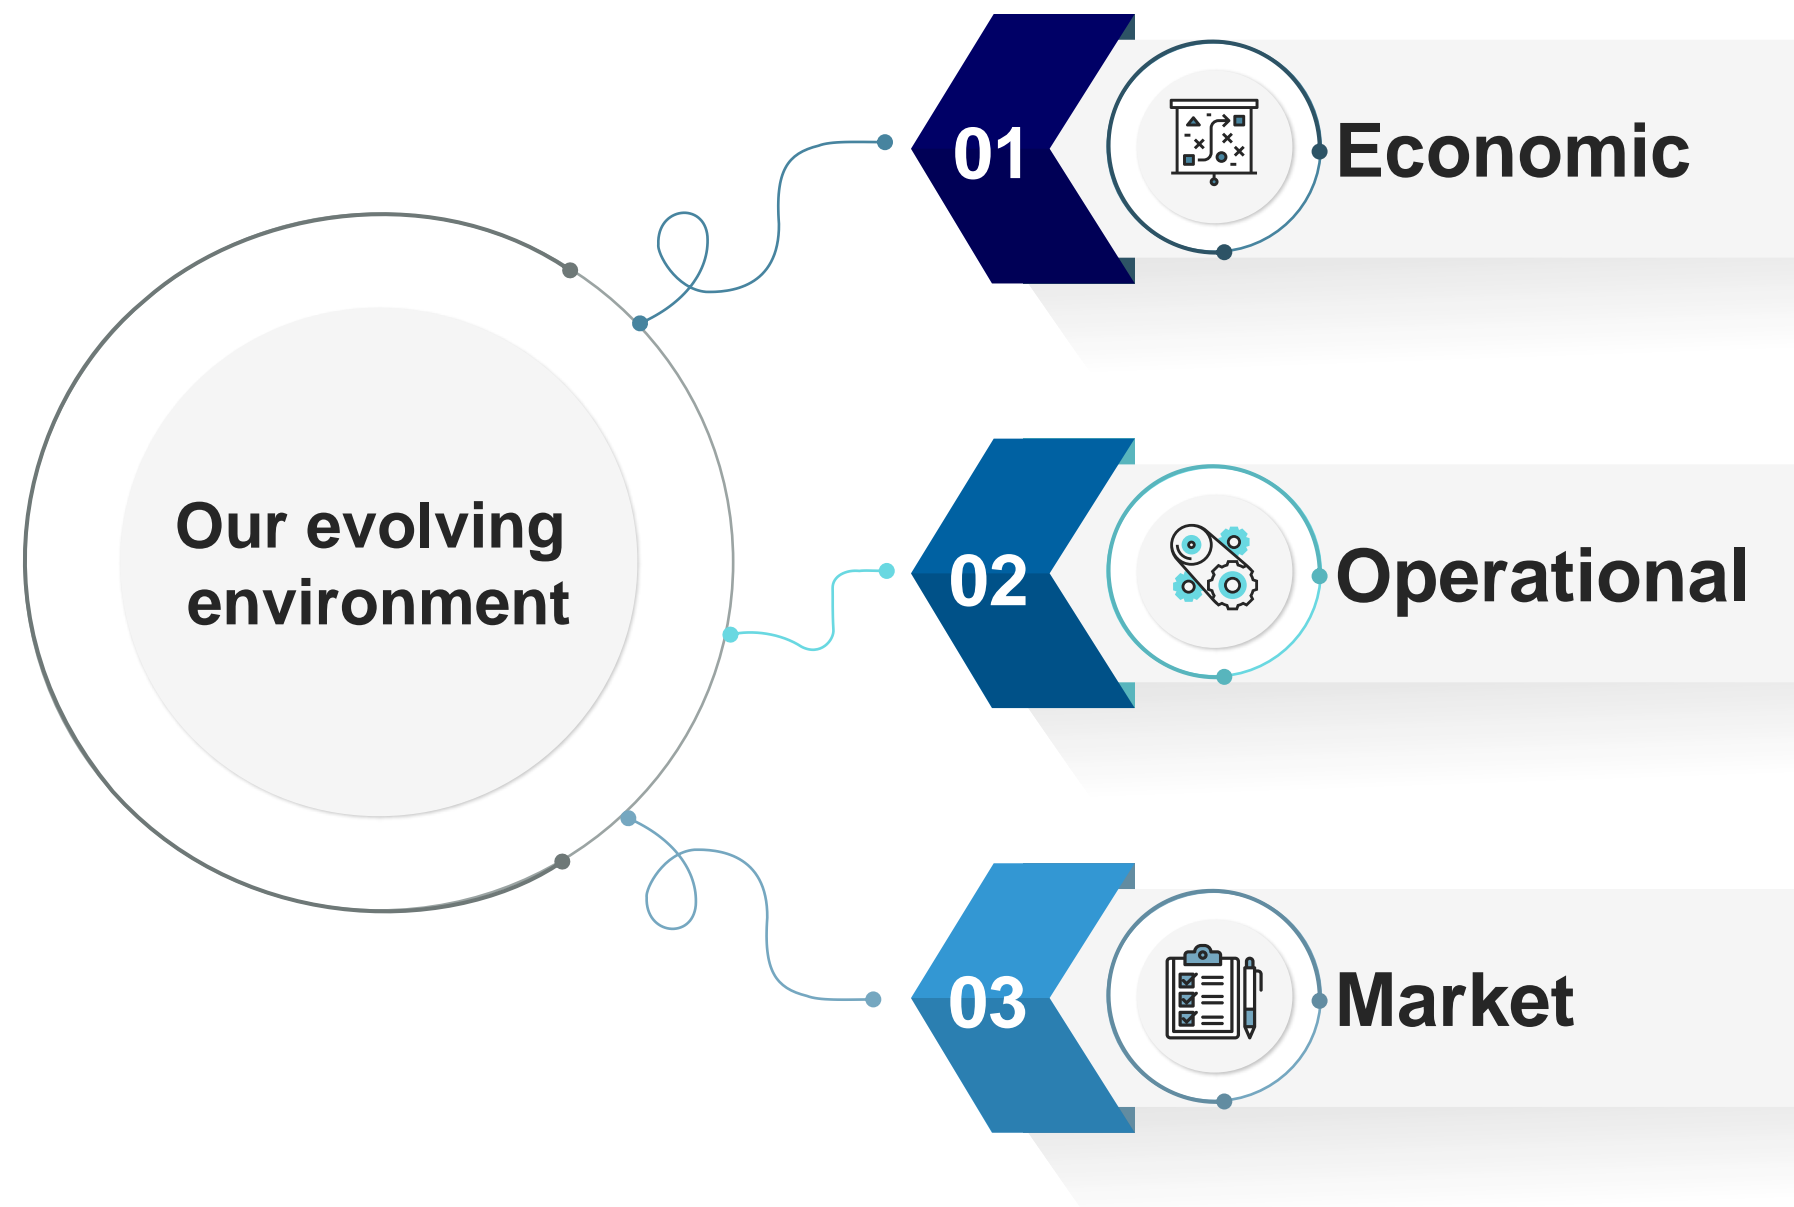 Our evolving
environment
01
Economic
02
Operational
03
Market